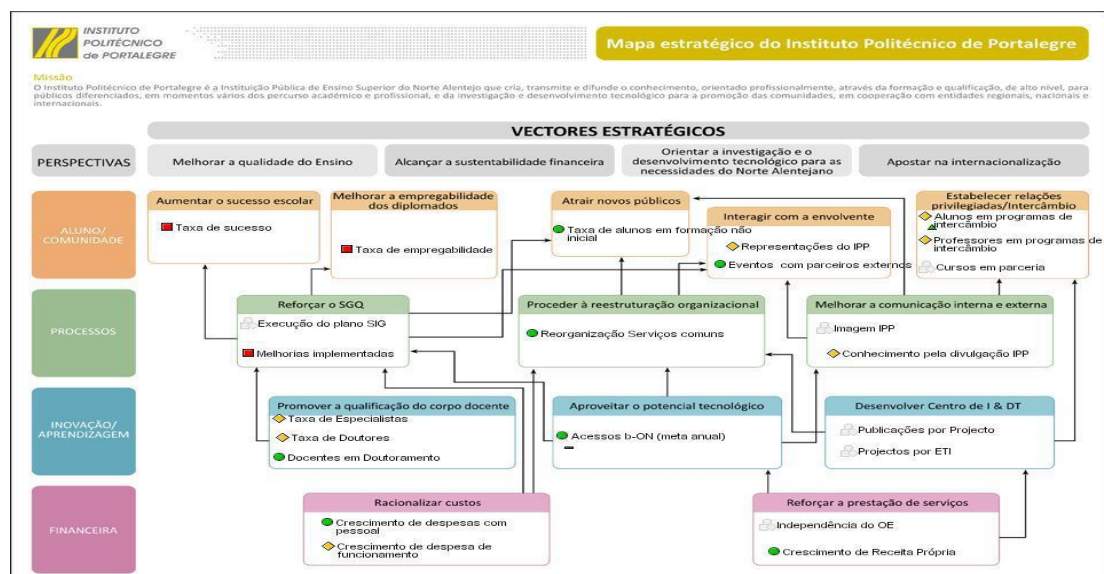 INSTITUTO
POLITÉCNICO
de PORTALEGRE
Mapa estratégico do Instituto Politécnico de Portalegre
Missão
O Instituto Politécnico de Portalegre é a Instituição Pública de Ensino Superior do Norte Alentejo que cria, transmite e difunde o conhecimento, orientado profissionalmente, através da formação e qualificação, de alto nível, para
públicos diferenciados, em momentos vários dos percurso académico e profissional, e da investigação e desenvolvimento tecnológico para a promoção das comunidades, em cooperação com entidades regionais, nacionais e
internacionais.
VECTORES ESTRATÉGICOS
PERSPECTIVAS
Melhorar a qualidade do Ensino
Alcançar a sustentabilidade financeira
Orientar a investigação e o
desenvolvimento tecnológico para as
necessidades do Norte Alentejano
Apostar na internacionalização
ALUNO/
COMUNIDADE
Aumentar o sucesso escolar
Taxa de sucesso
Melhorar a empregabilidade
dos diplomados
Taxa de empregabilidade
Atrair novos públicos
Taxa de alunos em formação não
inicial
Interagir com a envolvente
Representações do IPP
Eventos com parceiros externos
Estabelecer relações
privilegiadas/Intercâmbio
Alunos em programas de
intercâmbio
Professores em programas de
intercâmbio
Cursos em parceria
PROCESSOS
Reforçar o SGQ
Execução do plano SIG
Melhorias implementadas
Proceder à reestruturação organizacional
Reorganização Serviços comuns
Melhorar a comunicação interna e externa
Imagem IPP
Conhecimento pela divulgação IPP
INOVAÇÃO/
APRENDIZAGEM
Promover a qualificação do corpo docente
Taxa de Especialistas
Taxa de Doutores
Docentes em Doutoramento
Aproveitar o potencial tecnológico
Acessos b-ON (meta anual)
Desenvolver Centro de I & DT
Publicações por Projecto
Projectos por ETI
FINANCEIRA
Racionalizar custos
Crescimento de despesas com
pessoal
Crescimento de despesa de
funcionamento
Reforçar a prestação de serviços
Independência do OE
Crescimento de Receita Própria